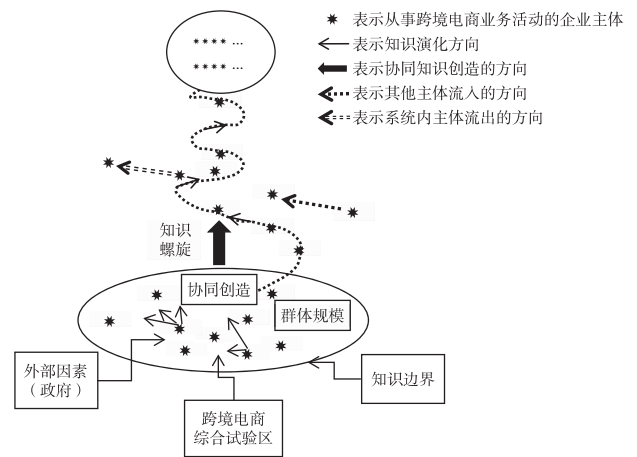 表示从事跨境电商业务活动的企业主体
表示知识演化方向
表示协同知识创造的方向
表示其他主体流入的方向
表示系统内主体流出的方向
知识
螺旋
协同创造
群体规模
外部因素
（政府）
知识边界
跨境电商
综合试验区